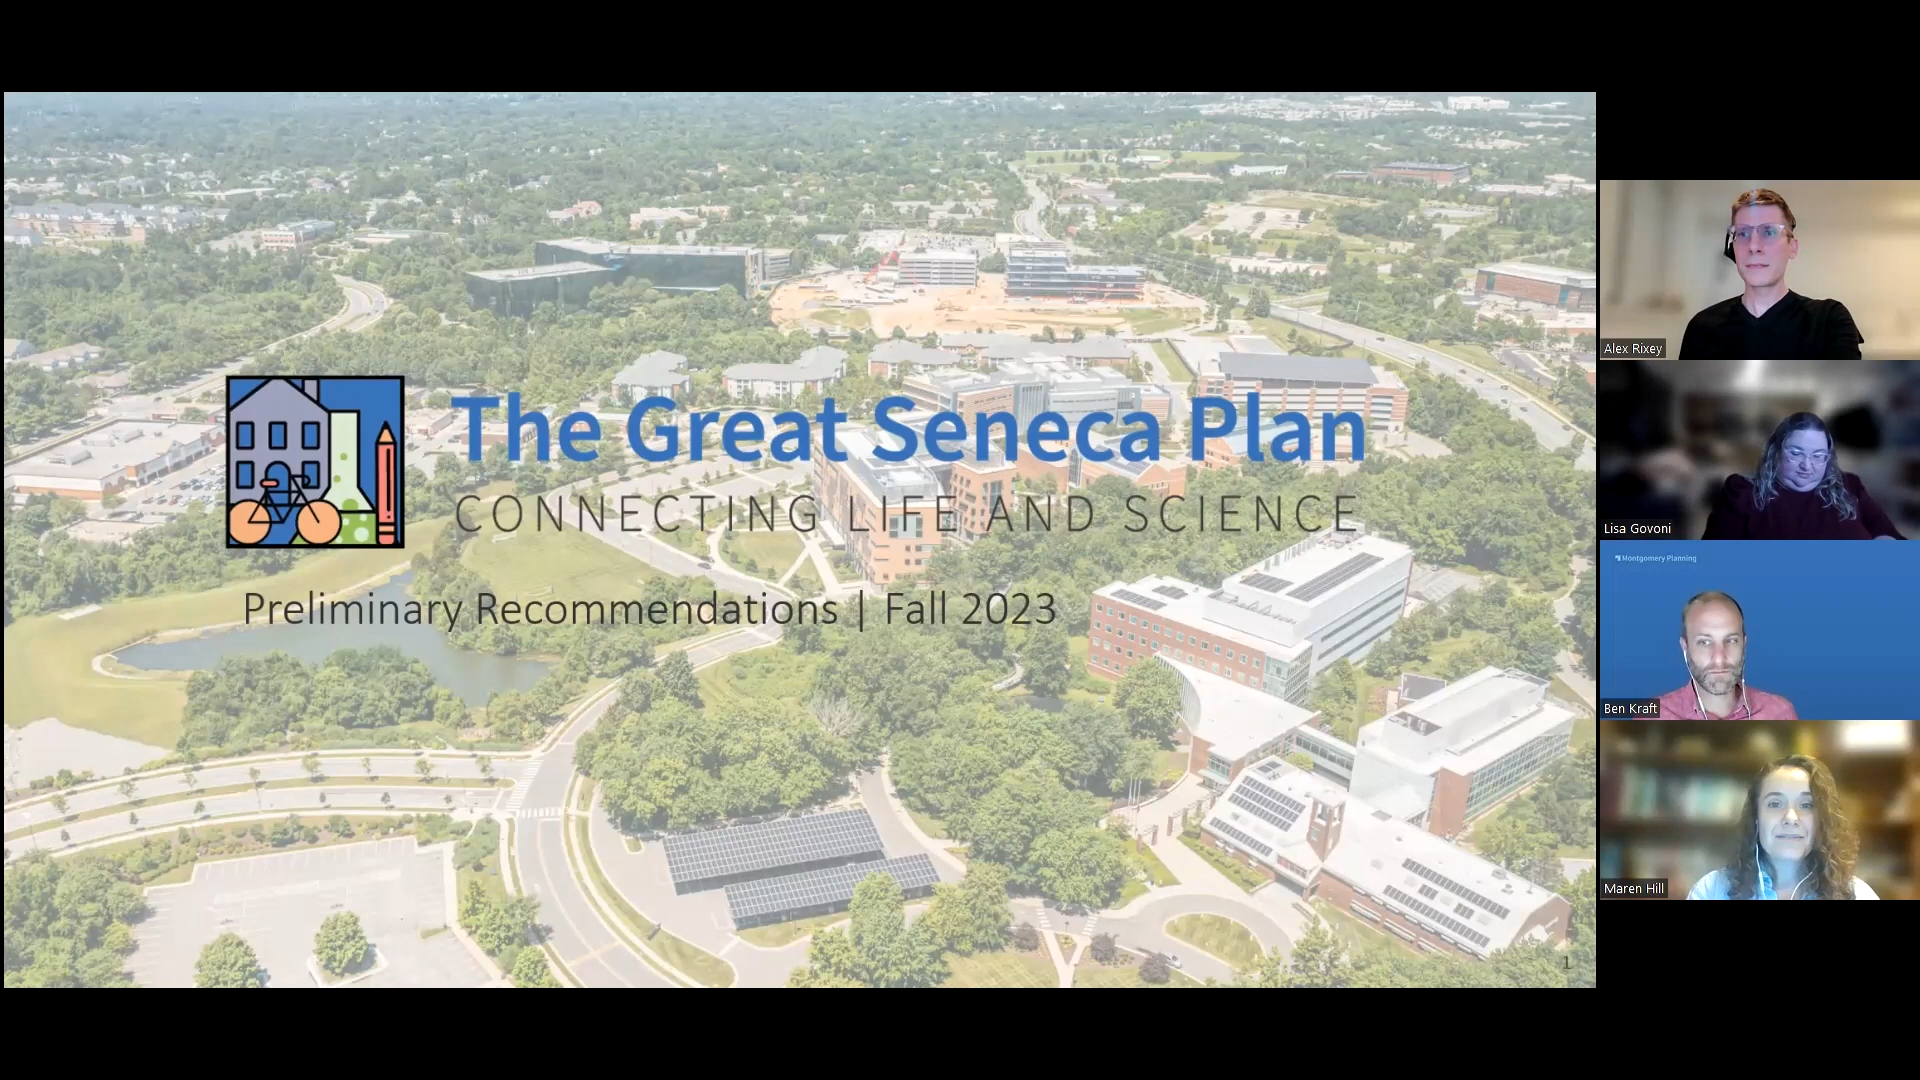 The Great Seneca Plan
CONNECTING LIFE AND SCIENCE
Preliminary Recommendations | Fall 2023
1
Alex Rixey
Lisa Govoni
Montgomery Planning
Ben Kraft
Maren Hill